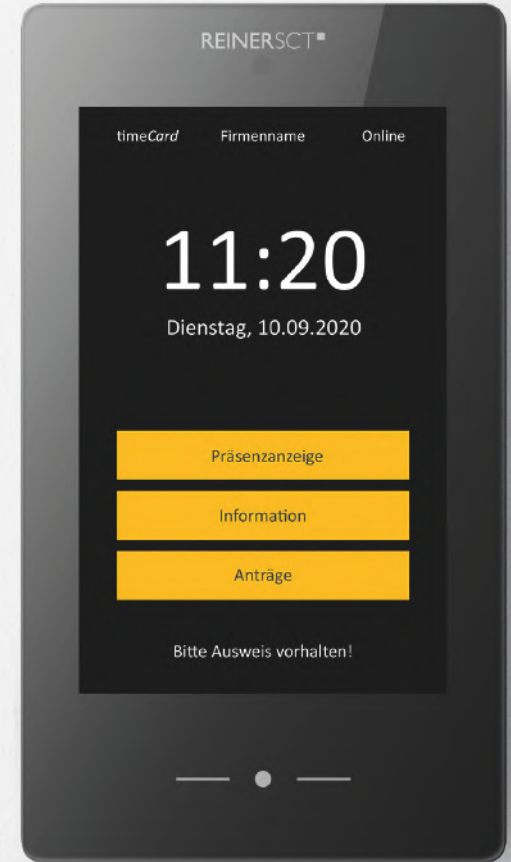 REINERSCT
timeCard Firmenname Online
11:20
Dienstag, 10.09.2020
Präsenzanzeige
Information
Anträge
Bitte Ausweis vorhalten!